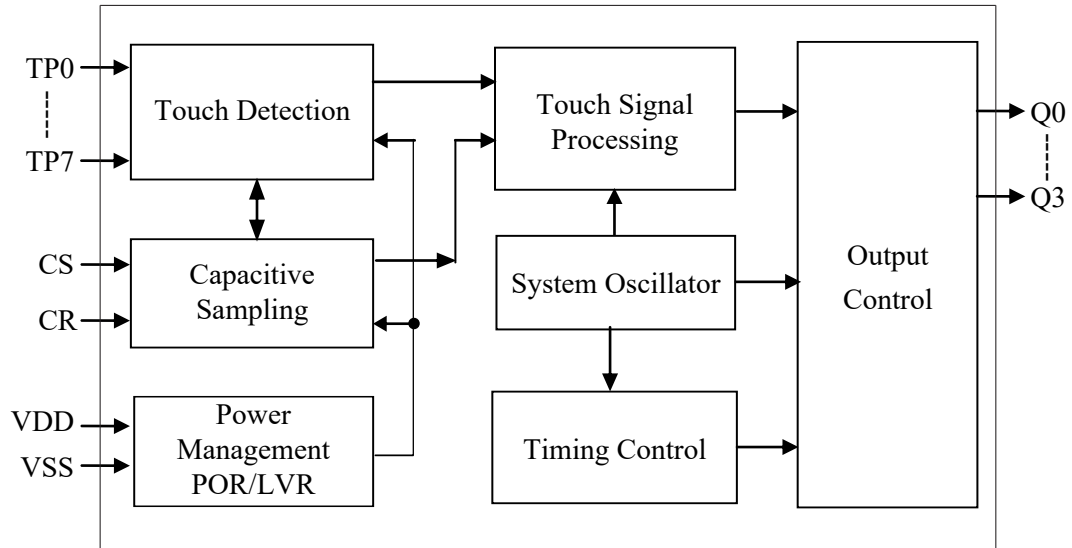 TP0
TP7
CS
CR
VDD
VSS
Touch Detection
Capacitive
Sampling
Power
Management
POR/LVR
Touch Signal
Processing
System Oscillator
Timing Control
Output
Control
Q0
Q3